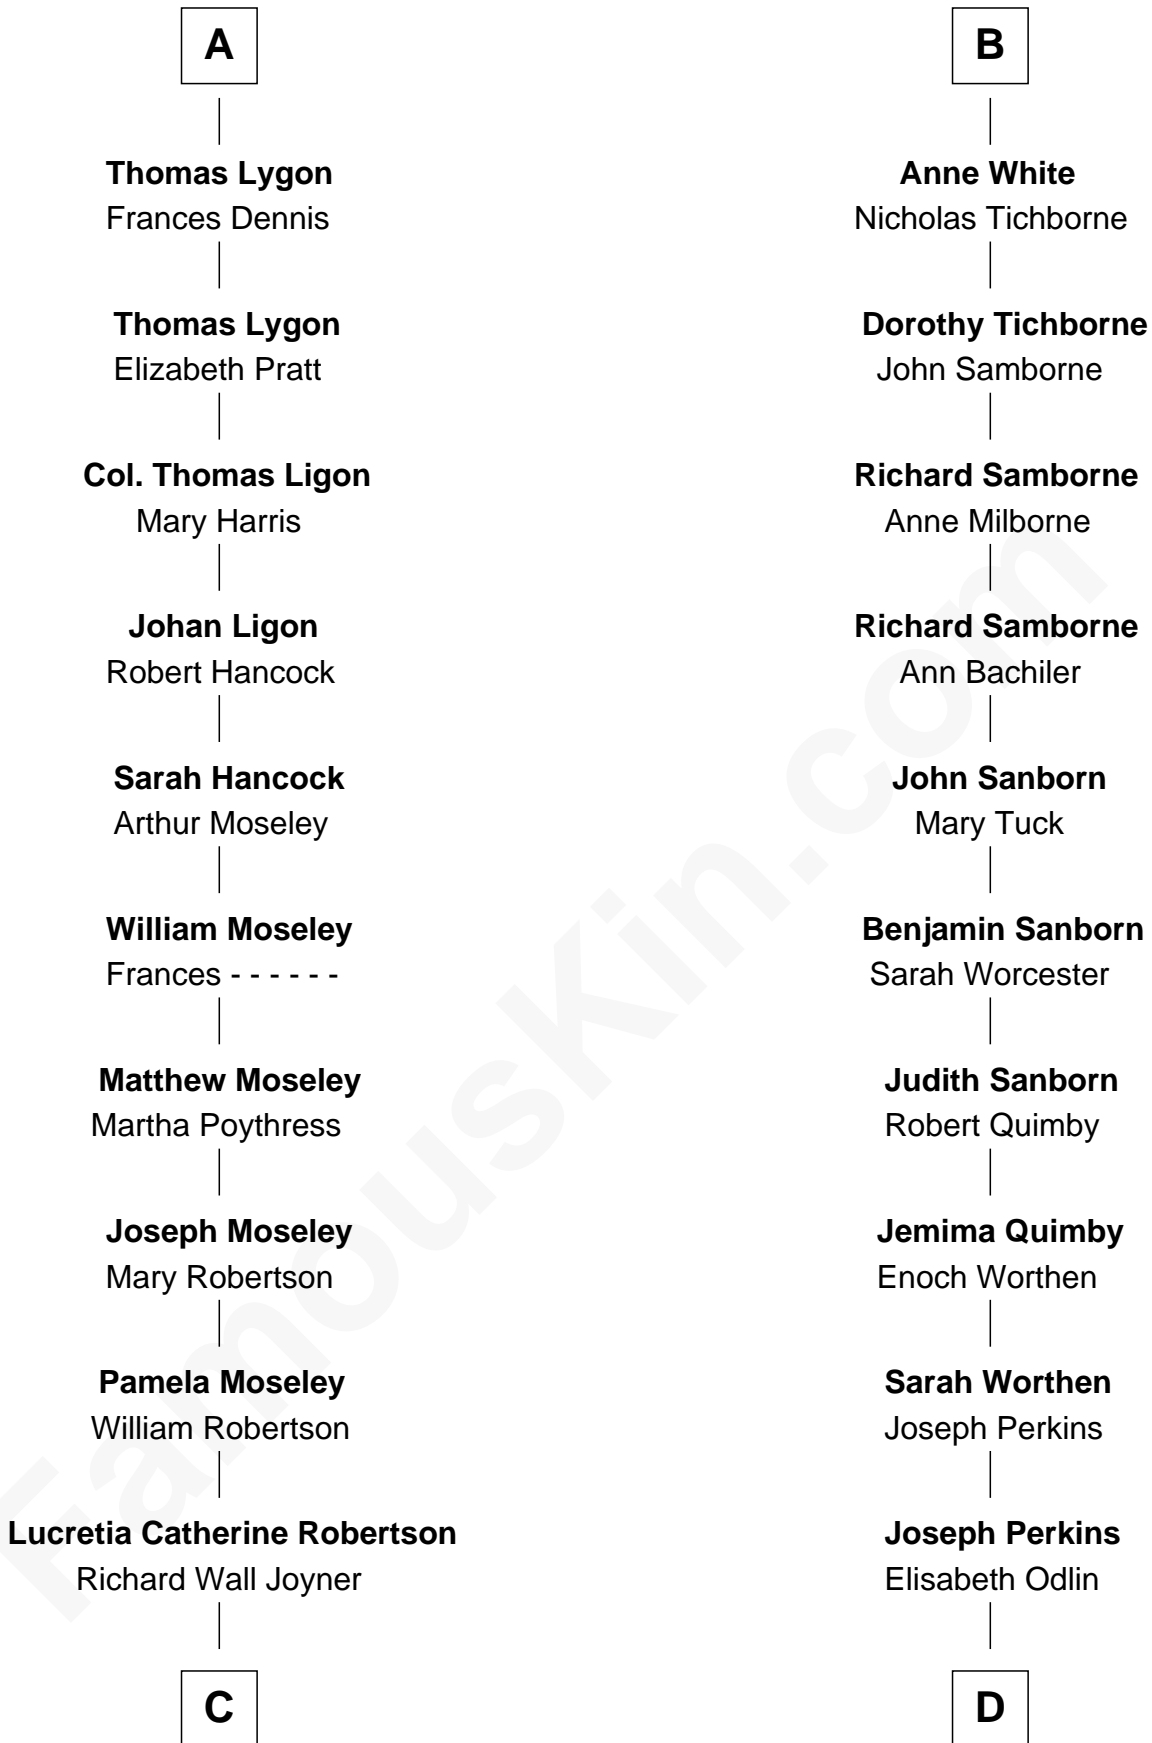 A
Thomas Lygon
Frances Dennis
Thomas Lygon
Elizabeth Pratt
Col. Thomas Ligon
Mary Harris
Johan Ligon
Robert Hancock
Sarah Hancock
Arthur Moseley
William Moseley
Frances - - - - - -
Matthew Moseley
Martha Poythress
Joseph Moseley
Mary Robertson
Pamela Moseley
William Robertson
Lucretia Catherine Robertson
Richard Wall Joyner
C
B
Anne White
Nicholas Tichborne
Dorothy Tichborne
John Samborne
Richard Samborne
Anne Milborne
Richard Samborne
Ann Bachiler
John Sanborn
Mary Tuck
Benjamin Sanborn
Sarah Worcester
Judith Sanborn
Robert Quimby
Jemima Quimby
Enoch Worthen
Sarah Worthen
Joseph Perkins
Joseph Perkins
Elisabeth Odlin
D
FamousKin.com